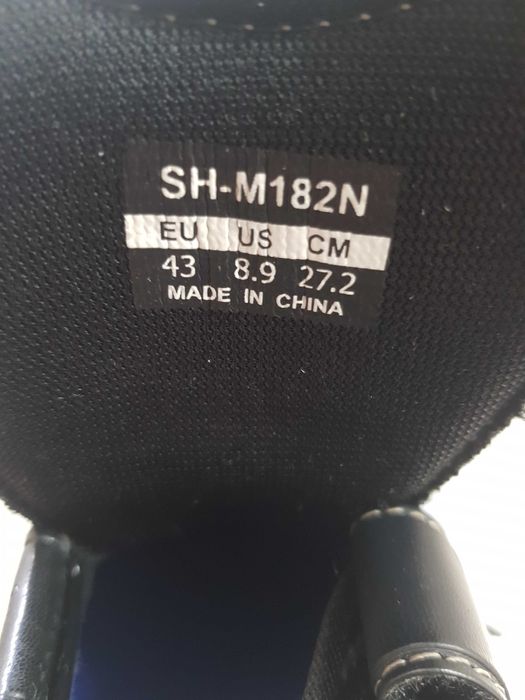 SH-M182N
EU US CM
43 8.9 27.2
MADE IN CHINA